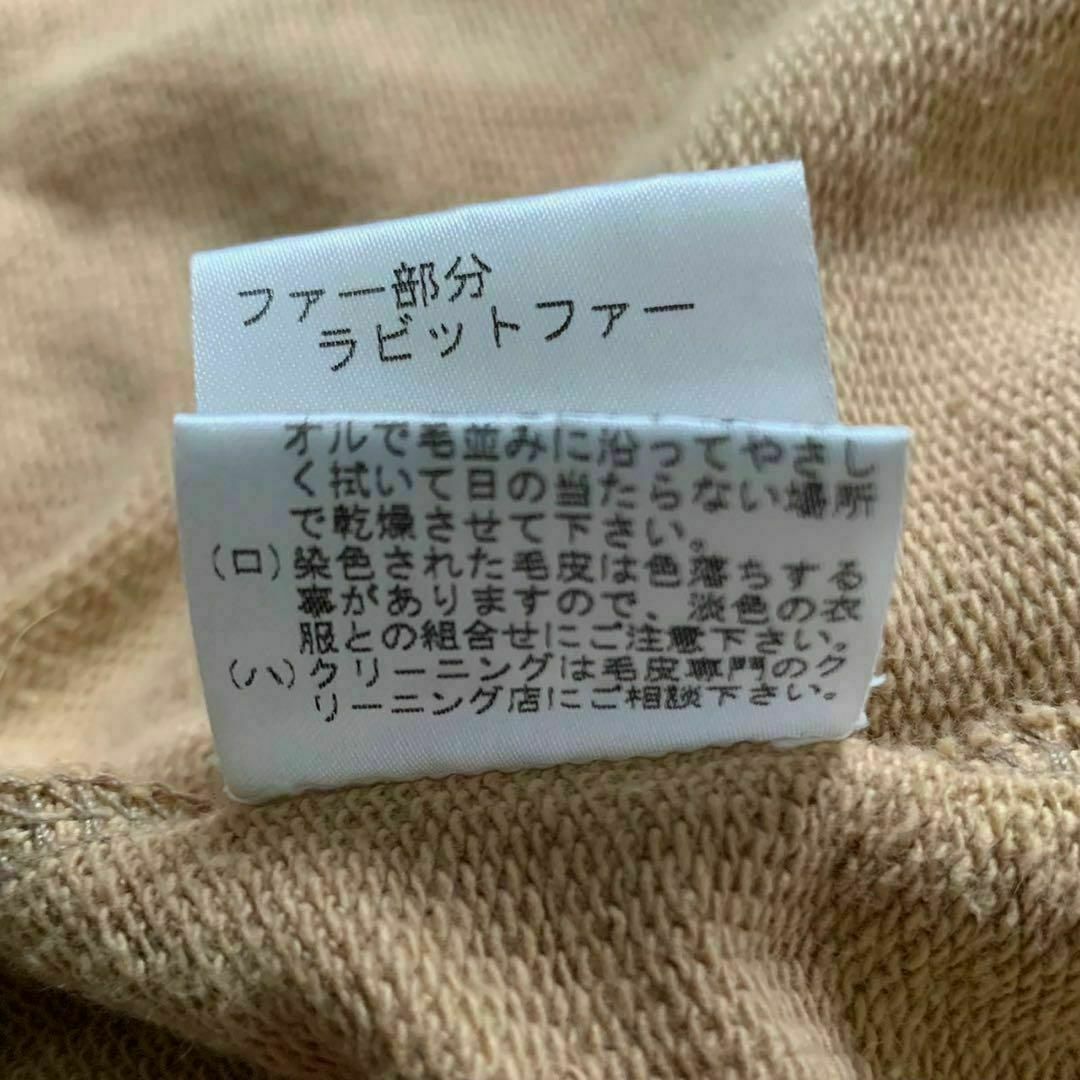 ファー部分
ラビットファー
オルで毛並みに沿ってやさし
く拭いて日の当たらない場所
で乾燥させて下さい。
(ロ)染色された毛皮は色落ちする
事がありますので、淡色の衣
服との組合せにご注意下さい。
(ハ)クリーニングは毛皮専門のク
リーニング店にご相談下さい。